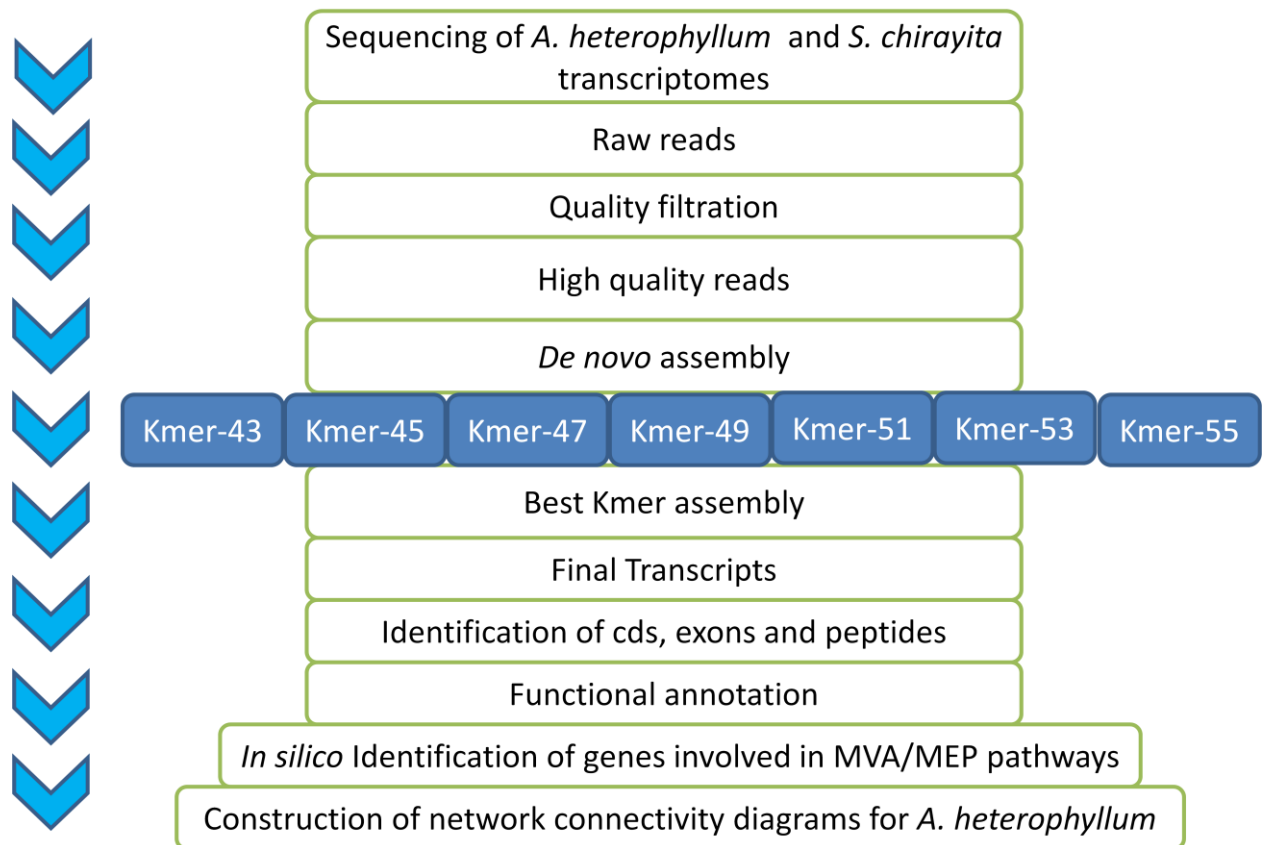 Sequencing of A. heterophyllum and S. chirayita
transcriptomes
Raw reads
Quality filtration
High quality reads
De novo assembly
Kmer-43 Kmer-45 Kmer-47 Kmer-49 Kmer-51 Kmer-53 Kmer-55
Best Kmer assembly
Final Transcripts
Identification of cds, exons and peptides
Functional annotation
In silico Identification of genes involved in MVA/MEP pathways
Construction of network connectivity diagrams for A. heterophyllum